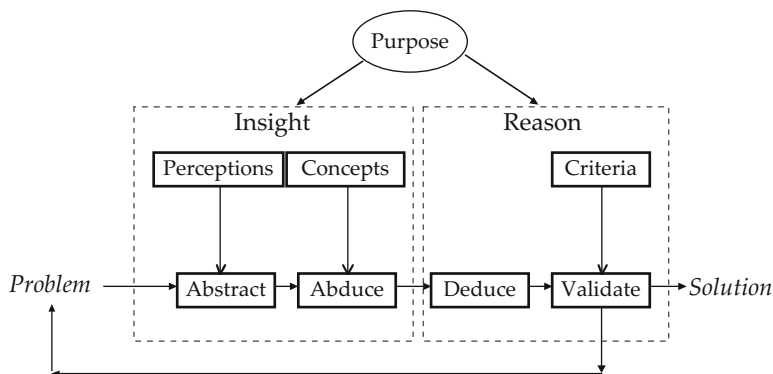 Purpose
Insight Reason
Perceptions Concepts Criteria
Problem Abstract Abduce Deduce Validate Solution